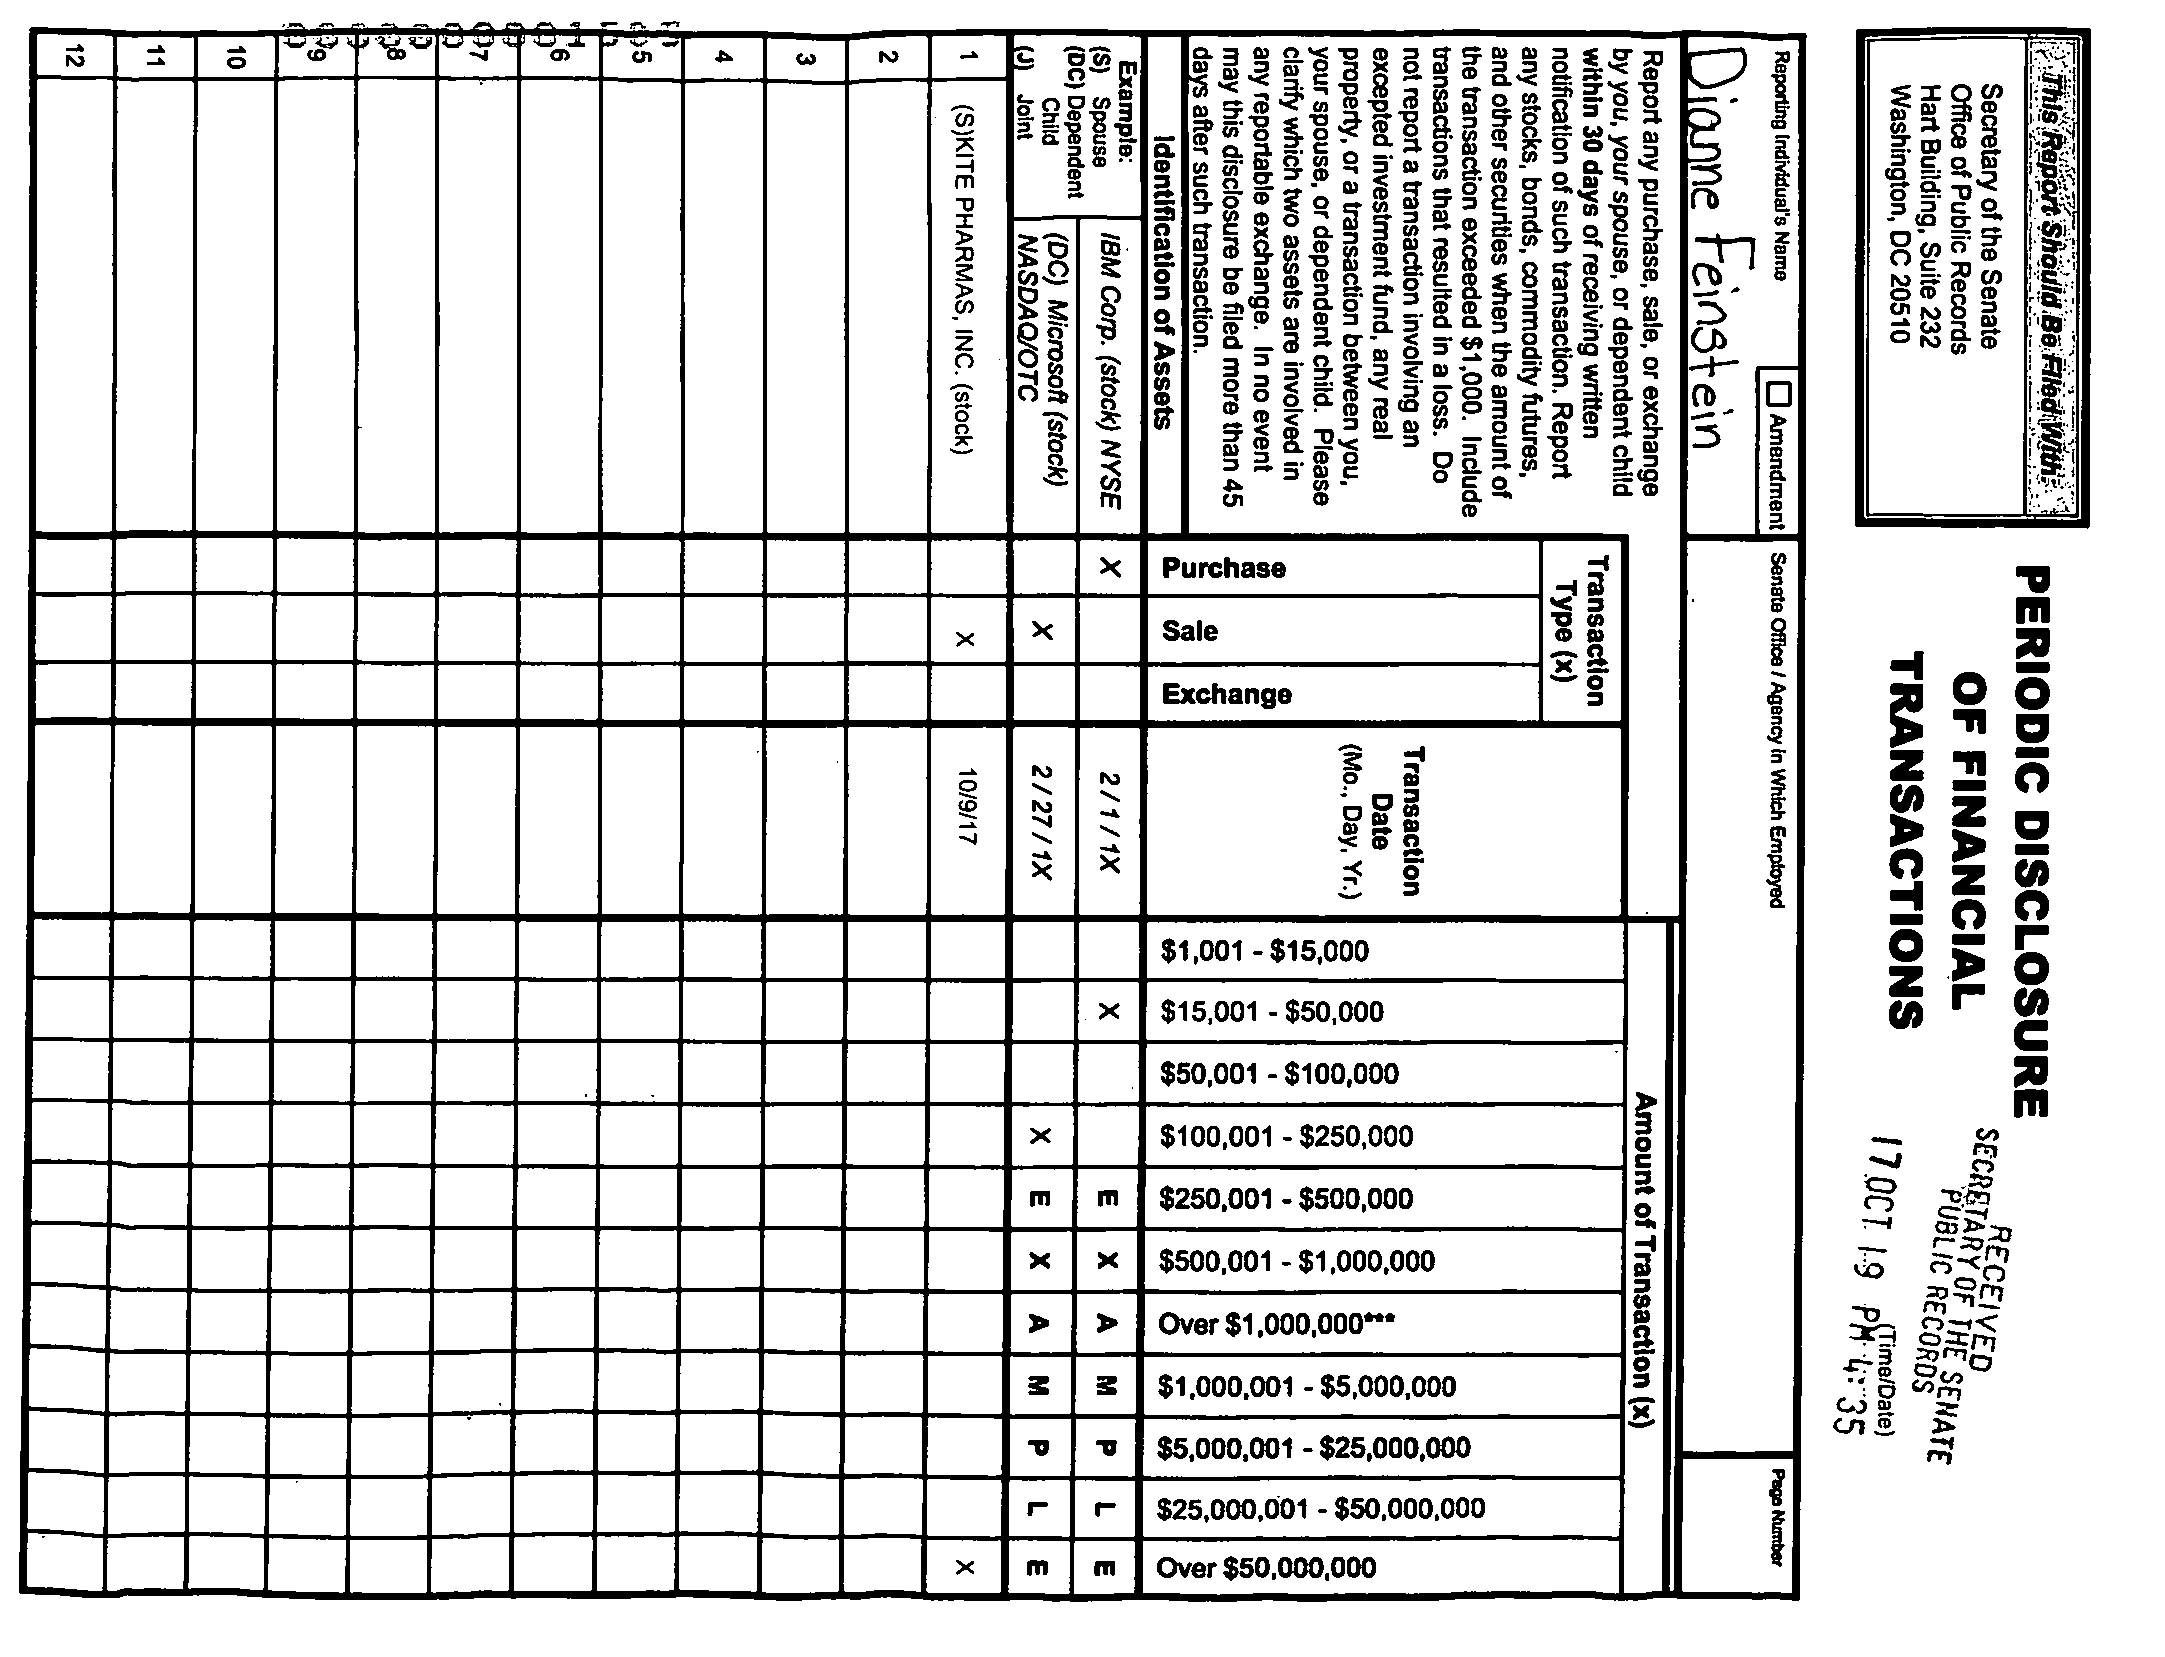 This Report Should Be Filed With:
Secretary of the Senate
Office of Public Records
Hart Building, Suite 232
Washington, DC 20510
PERIODIC DISCLOSURE
OF FINANCIAL
TRANSACTIONS
RECEIVED
SECRETARY OF THE SENATE
PUBLIC RECORDS
(Time/Date)
17 OCT 19 PM 4:35
Reporting Individual's Name
Amendment
Senate Office / Agency in Which Employed
Page Number
Dianne Feinstein
Report any purchase, sale, or exchange
by you, your spouse, or dependent child
within 30 days of receiving written
notification of such transaction. Report
any stocks, bonds, commodity futures,
and other securities when the amount of
the transaction exceeded $1,000. Include
transactions that resulted in a loss. Do
not report a transaction involving an
excepted investment fund, any real
property, or a transaction between you,
your spouse, or dependent child. Please
clarify which two assets are involved in
any reportable exchange. In no event
may this disclosure be filed more than 45
days after such transaction.
Identification of Assets
Transaction
Type (x)
Purchase
Sale
Exchange
Transaction
Date
(Mo., Day, Yr.)
Amount of Transaction (x)
$1,001 - $15,000
$15,001 - $50,000
$50,001 - $100,000
$100,001 - $250,000
$250,001 - $500,000
$500,001 - $1,000,000
Over $1,000,000***
$1,000,001 - $5,000,000
$5,000,001 - $25,000,000
$25,000,001 - $50,000,000
Over $50,000,000
Example:
(S) Spouse
(DC) Dependent
Child
(J) Joint
IBM Corp. (stock) NYSE X 2 / 1 / 1X X E X A M P L E
(DC) Microsoft (stock)
NASDAQ/OTC X 2 / 27 / 1X X E X A M P L E
1 (S)KITE PHARMAS, INC. (stock) X 10/9/17 X
2
3
4
5
6
7
8
9
10
11
12